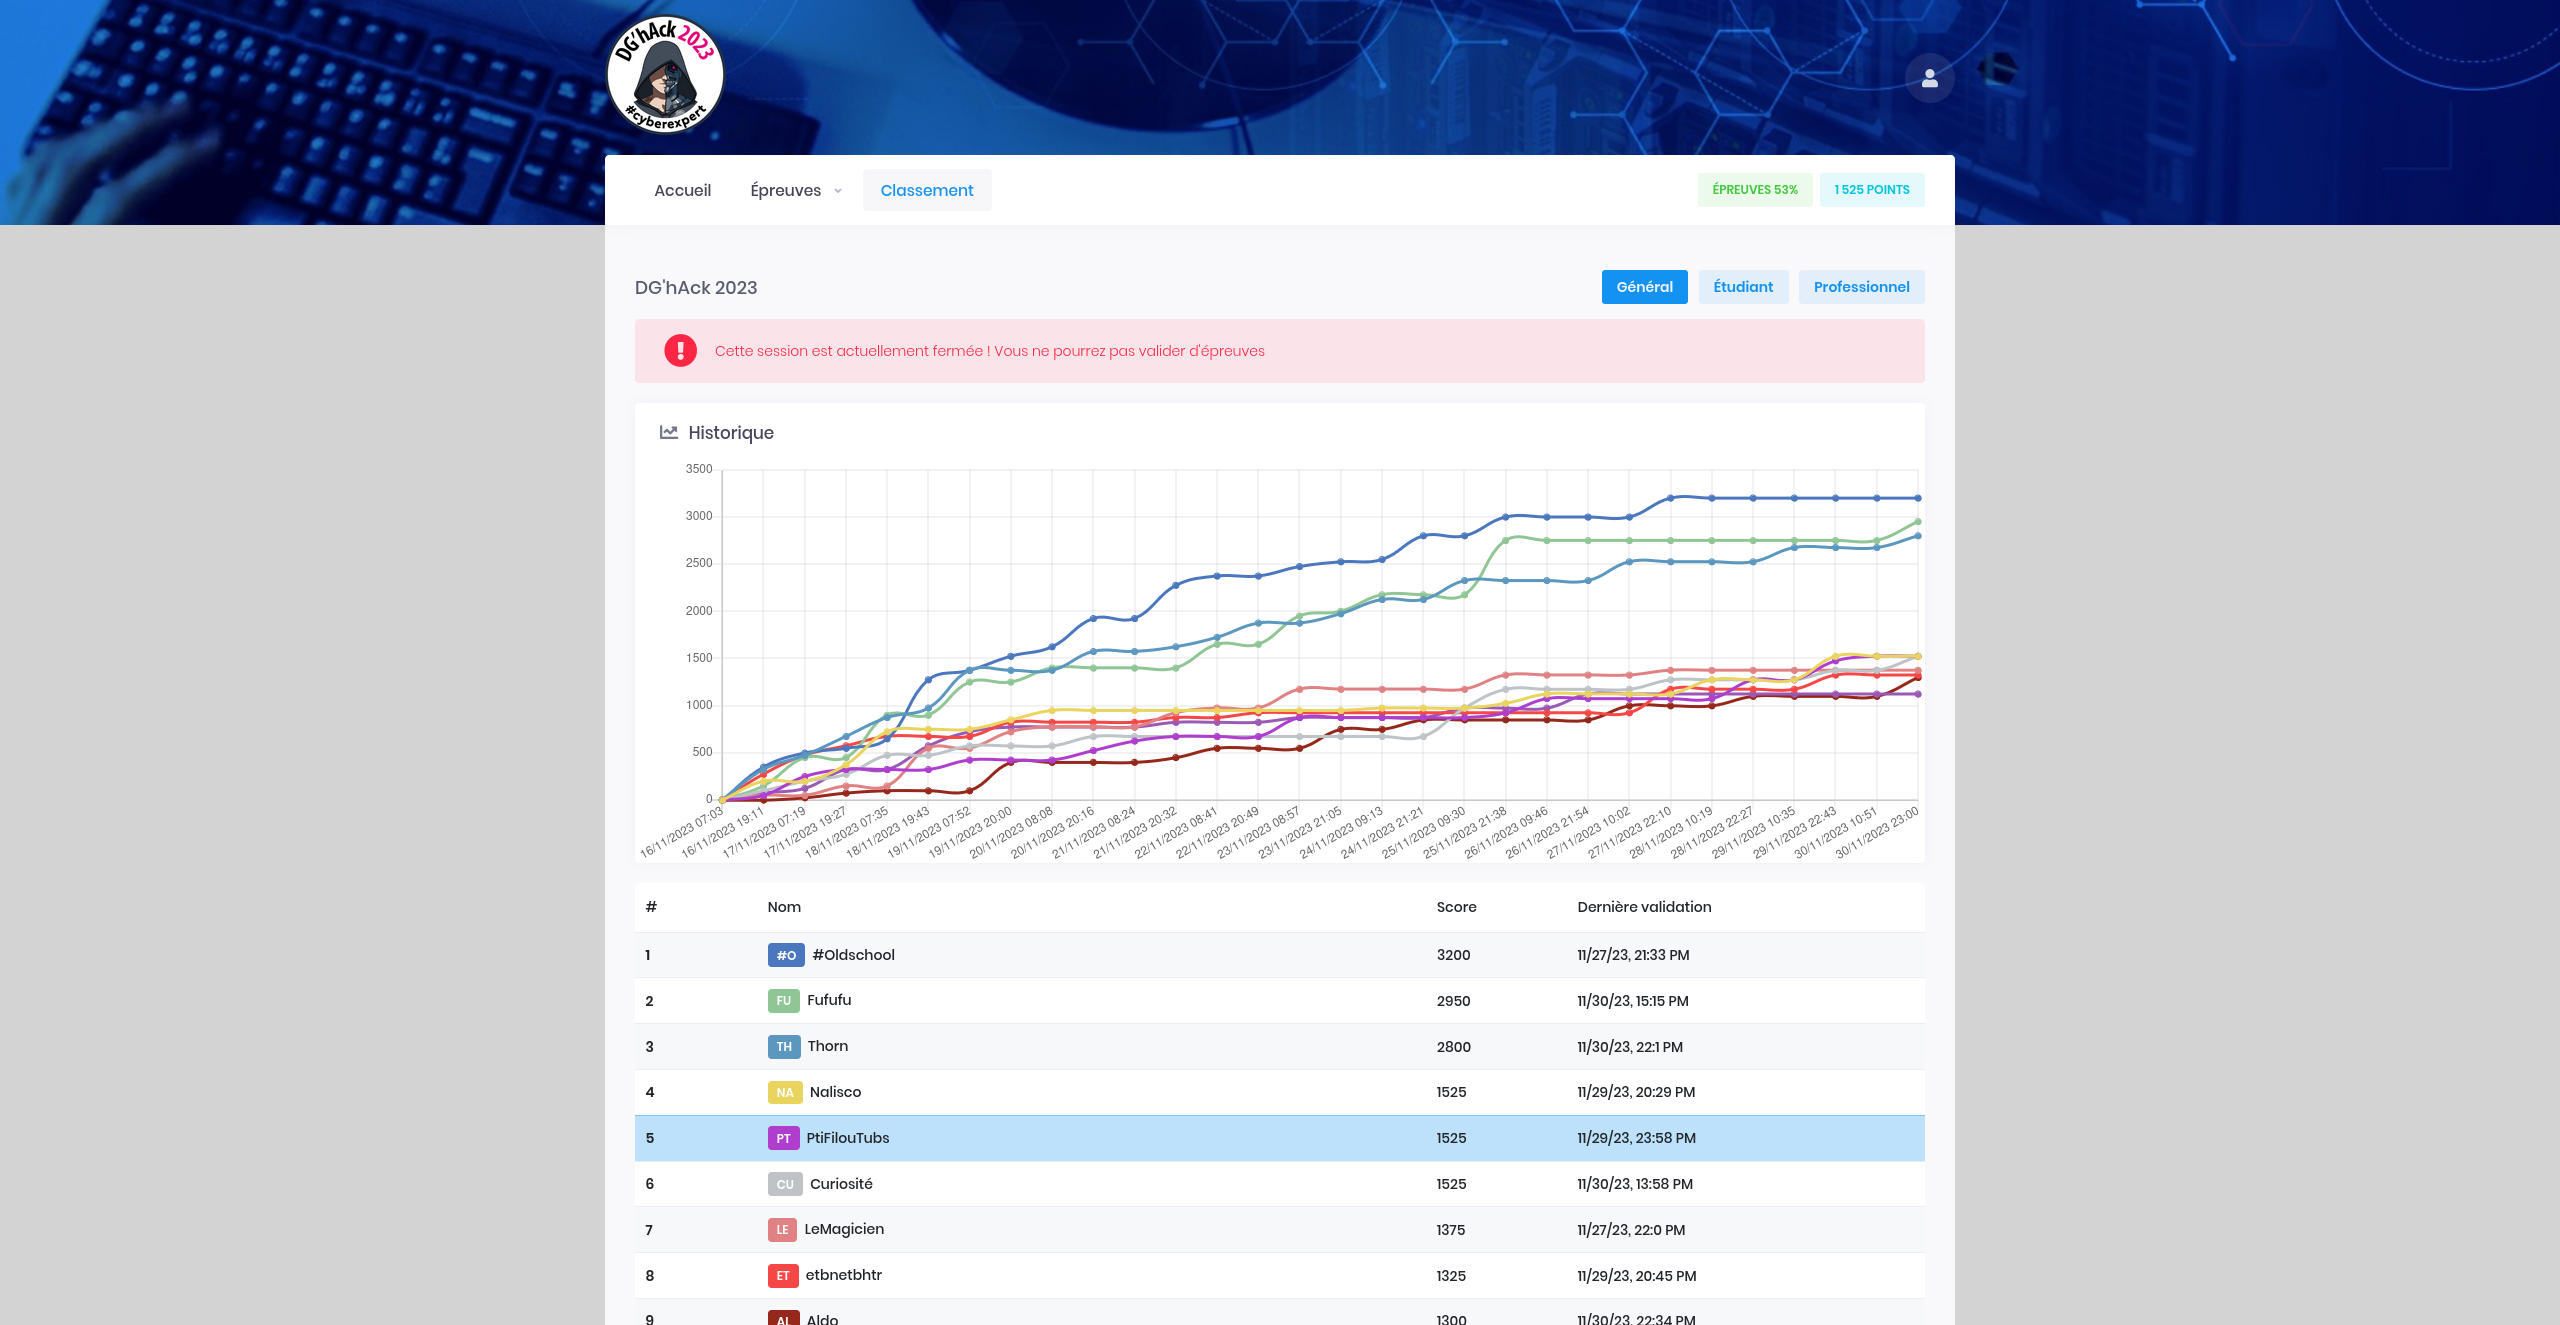 DG'hAck 2023
#cyberexpert
Accueil Épreuves Classement ÉPREUVES 53% 1 525 POINTS
DG'hAck 2023 Général Étudiant Professionnel
Cette session est actuellement fermée ! Vous ne pourrez pas valider d'épreuves
Historique
3500
3000
2500
2000
1500
1000
500
0
16/11/2023 07:03 16/11/2023 19:11 17/11/2023 07:19 17/11/2023 19:27 18/11/2023 07:35 18/11/2023 19:43 19/11/2023 07:52 19/11/2023 20:00 20/11/2023 08:08 20/11/2023 20:16 21/11/2023 08:24 21/11/2023 20:32 22/11/2023 08:41 22/11/2023 20:49 23/11/2023 08:57 23/11/2023 21:05 24/11/2023 09:13 24/11/2023 21:21 25/11/2023 09:30 25/11/2023 21:38 26/11/2023 09:46 26/11/2023 21:54 27/11/2023 10:02 27/11/2023 22:10 28/11/2023 10:19 28/11/2023 22:27 29/11/2023 10:35 29/11/2023 22:43 30/11/2023 10:51 30/11/2023 23:00
# Nom Score Dernière validation
1 #O #Oldschool 3200 11/27/23, 21:33 PM
2 FU Fufufu 2950 11/30/23, 15:15 PM
3 TH Thorn 2800 11/30/23, 22:1 PM
4 NA Nalisco 1525 11/29/23, 20:29 PM
5 PT PtiFilouTubs 1525 11/29/23, 23:58 PM
6 CU Curiosité 1525 11/30/23, 13:58 PM
7 LE LeMagicien 1375 11/27/23, 22:0 PM
8 ET etbnetbhtr 1325 11/29/23, 20:45 PM
9 AL Aldo 1300 11/30/23, 22:34 PM